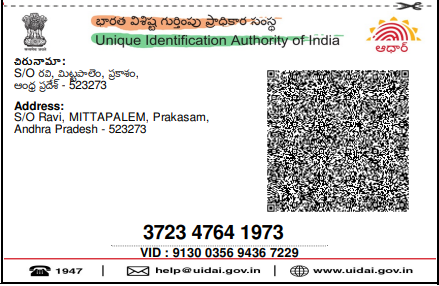 భారత విశిష్ట గుర్తింపు ప్రాధికార సంస్థ
Unique Identification Authority of India
ఆధార్
చిరునామా:
S/O రవి, మిట్టపాలెం, ప్రకాశం,
ఆంధ్ర ప్రదేశ్ - 523273
Address:
S/O Ravi, MITTAPALEM, Prakasam,
Andhra Pradesh - 523273
3723 4764 1973
VID : 9130 0356 9436 7229
1947 | help@uidai.gov.in | www.uidai.gov.in